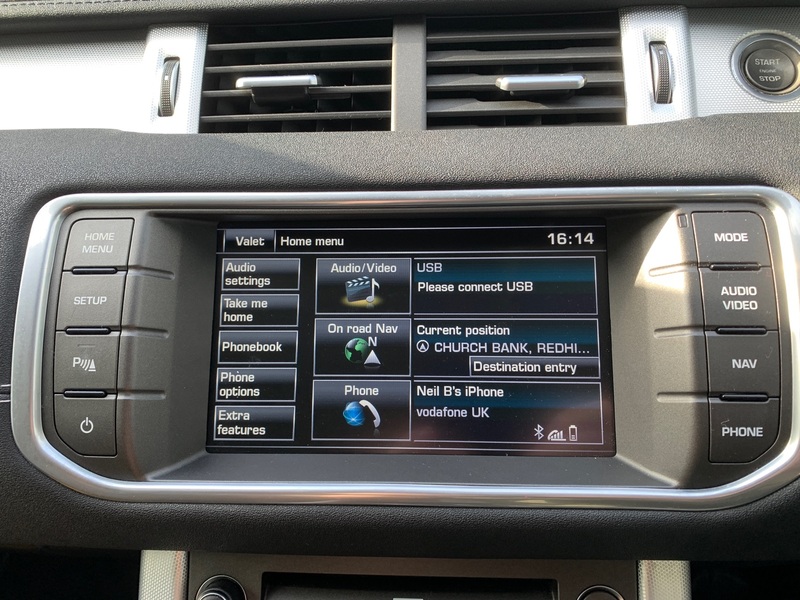 START
ENGINE
STOP
HOME
MENU
SETUP
P
Valet
Home menu
16:14
Audio
settings
Take me
home
Phonebook
Phone
options
Extra
features
Audio/Video
On road Nav
N
Phone
USB
Please connect USB
Current position
CHURCH BANK, REDHI...
Destination entry
Neil B's iPhone
vodafone UK
MODE
AUDIO
VIDEO
NAV
PHONE